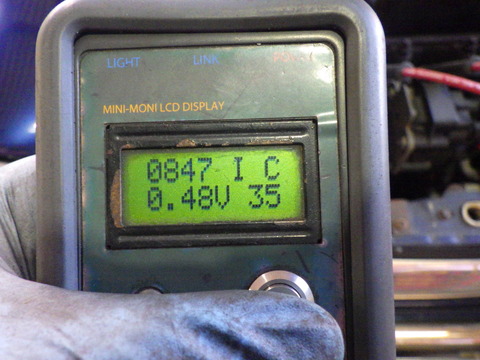 LIGHT LINK
MINI-MONI LCD DISPLAY
0847 I C
0.48V 35